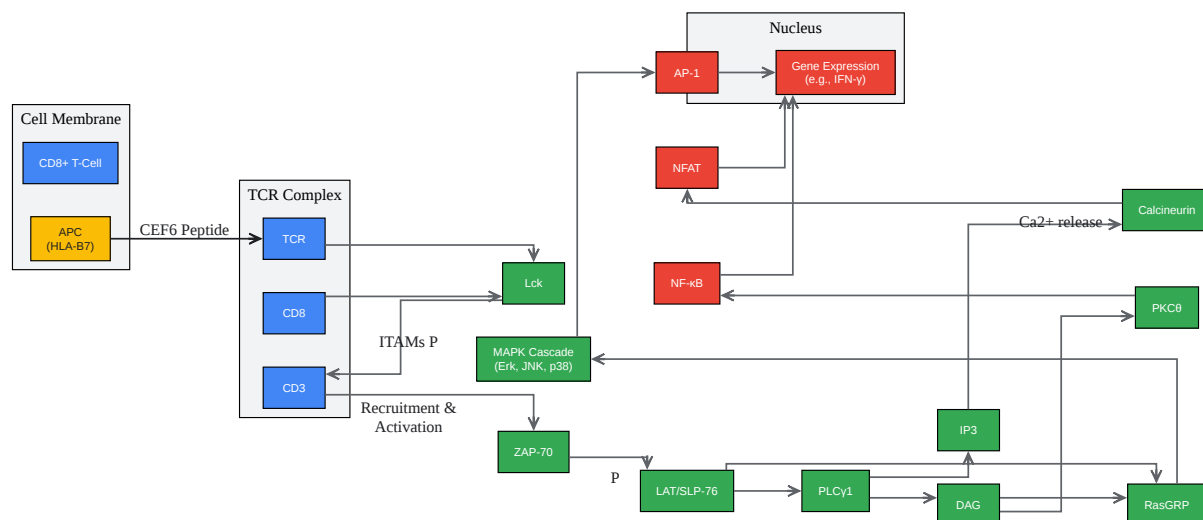 Nucleus
AP-1
Gene Expression
(e.g., IFN-γ)
Cell Membrane
CD8+ T-Cell
NFAT
TCR Complex
Calcineurin
APC
(HLA-B7)
CEF6 Peptide
TCR
Ca2+ release
Lck
NF-κB
CD8
PKCθ
ITAMs P
MAPK Cascade
(Erk, JNK, p38)
CD3
Recruitment &
Activation
IP3
ZAP-70
P
LAT/SLP-76
PLCγ1
DAG
RasGRP